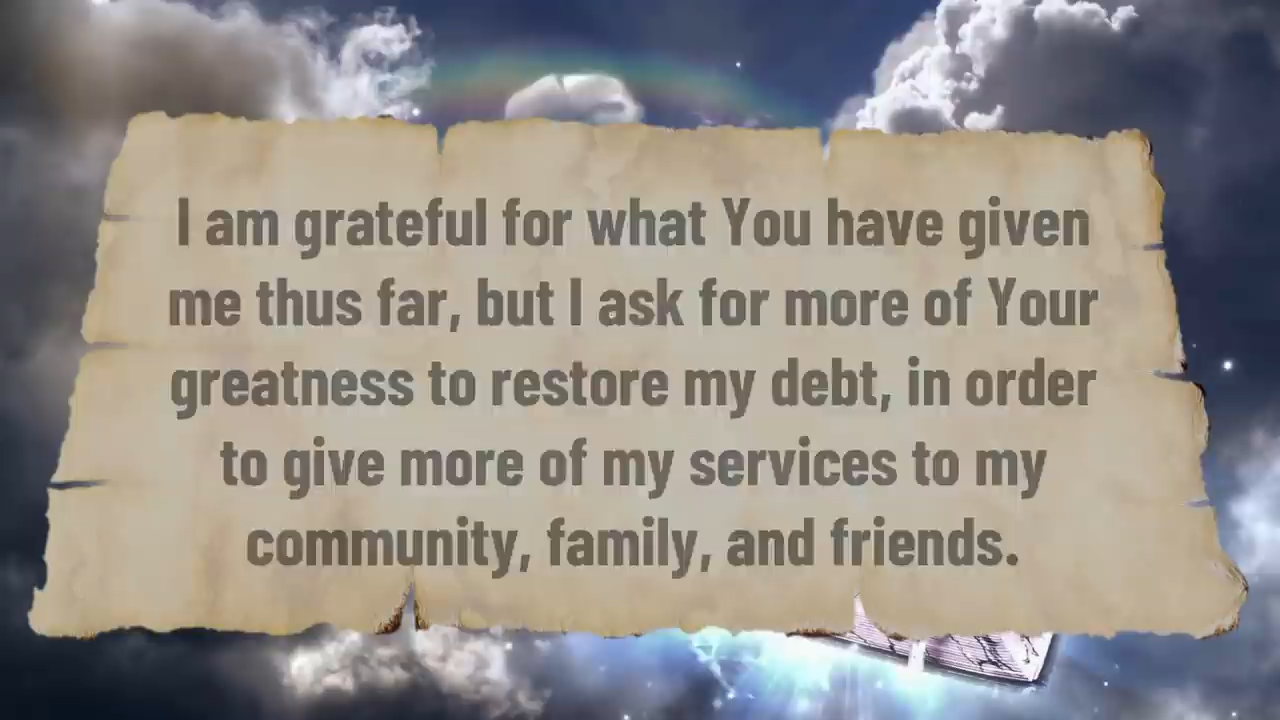 I am grateful for what You have given
me thus far, but I ask for more of Your
greatness to restore my debt, in order
to give more of my services to my
community, family, and friends.